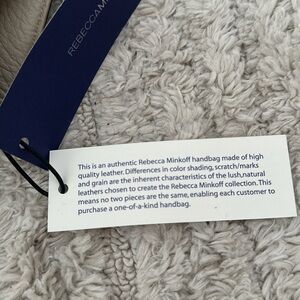 REBECCAM
This is an authentic Rebecca Minkoff handbag made of high
quality leather. Differences in color shading, scratch/marks
and grain are the inherent characteristics of the lush,natural
leathers chosen to create the Rebecca Minkoff collection. This
means no two pieces are the same, enabling each customer to
purchase a one-of-a-kind handbag.